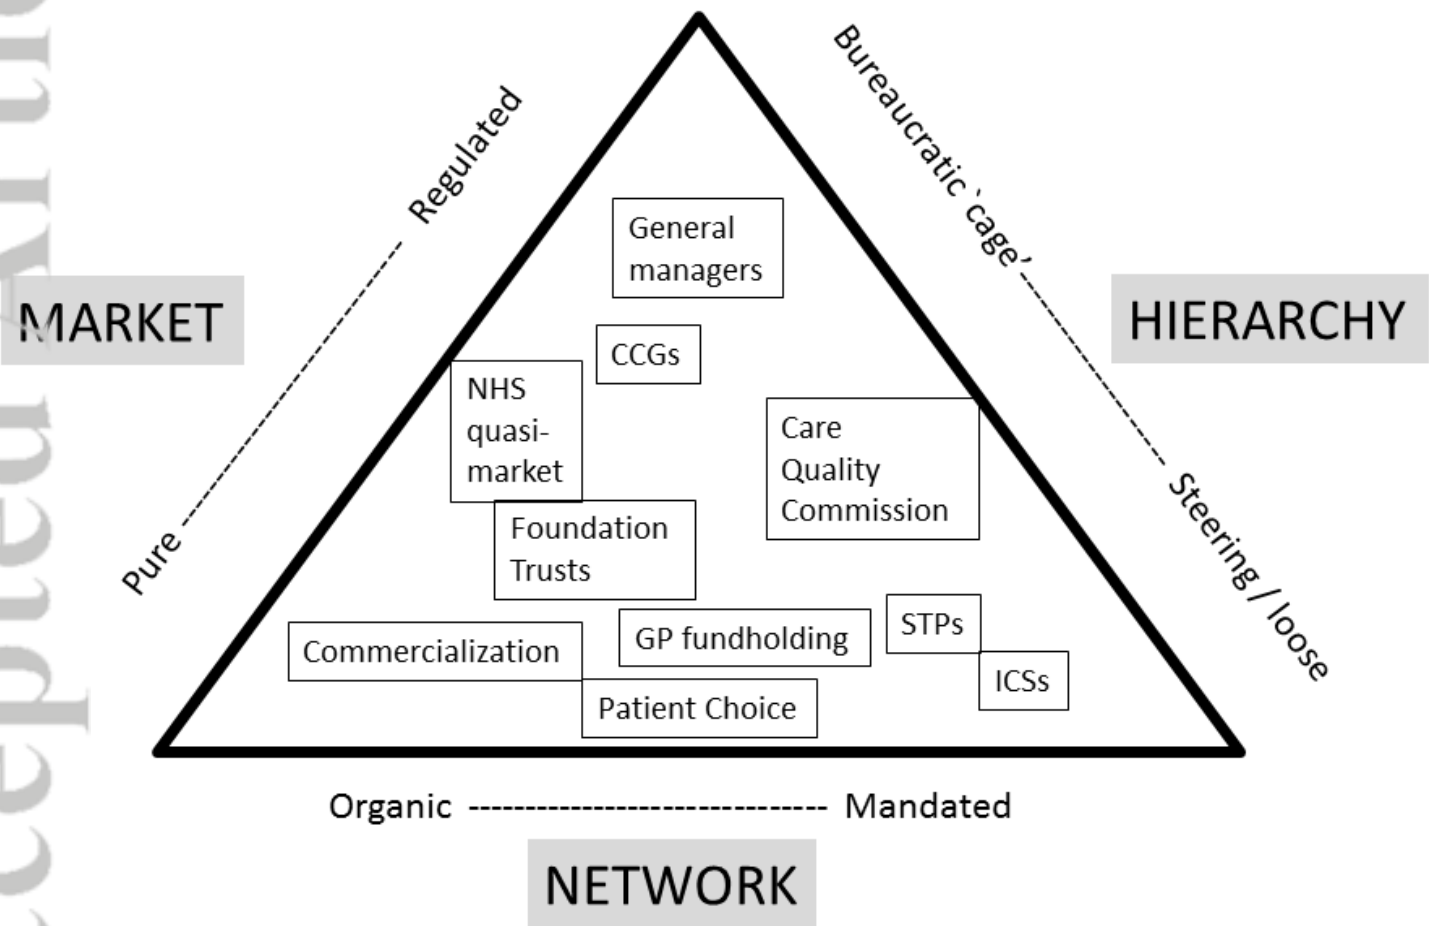 Bureaucratic ‘cage’
Regulated
General
managers
MARKET
HIERARCHY
CCGs
NHS
quasi-
market
Care
Quality
Commission
Foundation
Trusts
Pure
Steering / loose
STPs
GP fundholding
Commercialization
ICSs
Patient Choice
Organic
Mandated
NETWORK